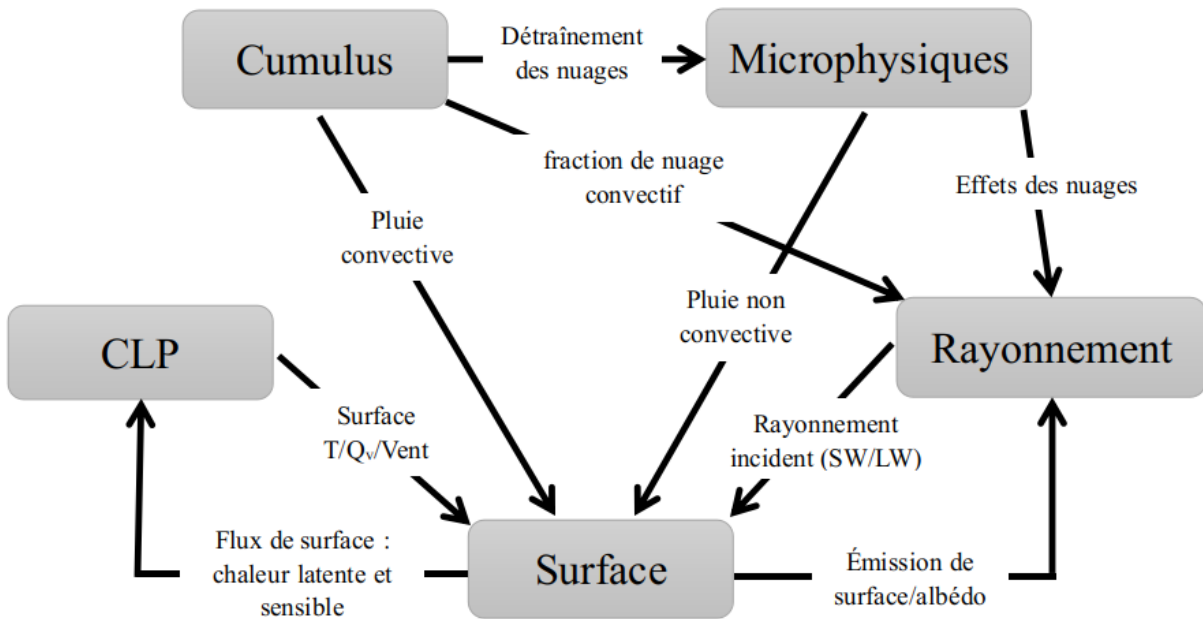 Cumulus
Détraînement
des nuages
Microphysiques
fraction de nuage
convectif
Effets des nuages
Pluie
convective
Pluie non
convective
CLP
Rayonnement
Surface
T/Qᵥ/Vent
Rayonnement
incident (SW/LW)
Flux de surface :
chaleur latente et
sensible
Surface
Émission de
surface/albédo